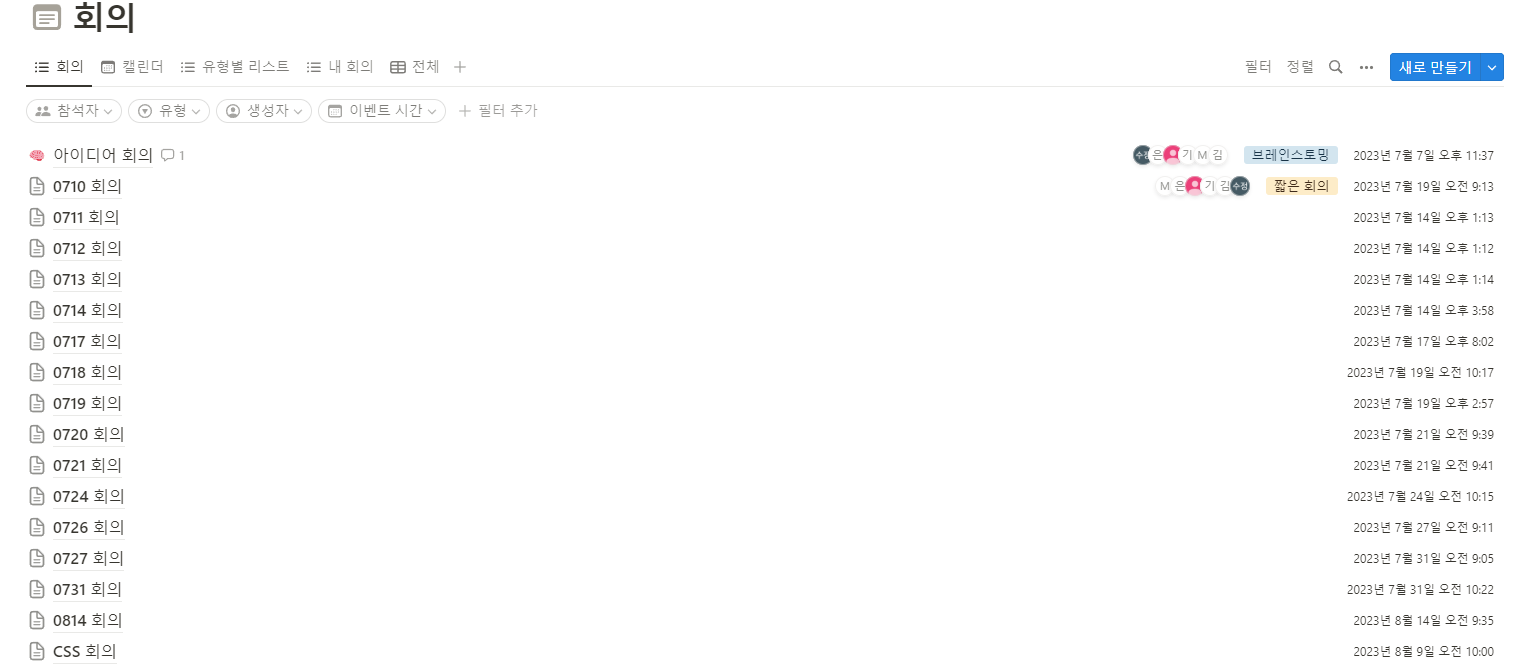 회의
회의 캘린더 유형별 리스트 내 회의 전체 필터 정렬 새로 만들기
참석자 유형 생성자 이벤트 시간 필터 추가
아이디어 회의 1 수정 은 기 M 김 브레인스토밍 2023년 7월 7일 오후 11:37
0710 회의 M 은 기 김 수정 짧은 회의 2023년 7월 19일 오전 9:13
0711 회의 2023년 7월 14일 오후 1:13
0712 회의 2023년 7월 14일 오후 1:12
0713 회의 2023년 7월 14일 오후 1:14
0714 회의 2023년 7월 14일 오후 3:58
0717 회의 2023년 7월 17일 오후 8:02
0718 회의 2023년 7월 19일 오전 10:17
0719 회의 2023년 7월 19일 오후 2:57
0720 회의 2023년 7월 21일 오전 9:39
0721 회의 2023년 7월 21일 오전 9:41
0724 회의 2023년 7월 24일 오전 10:15
0726 회의 2023년 7월 27일 오전 9:11
0727 회의 2023년 7월 31일 오전 9:05
0731 회의 2023년 7월 31일 오전 10:22
0814 회의 2023년 8월 14일 오전 9:35
CSS 회의 2023년 8월 9일 오전 10:00